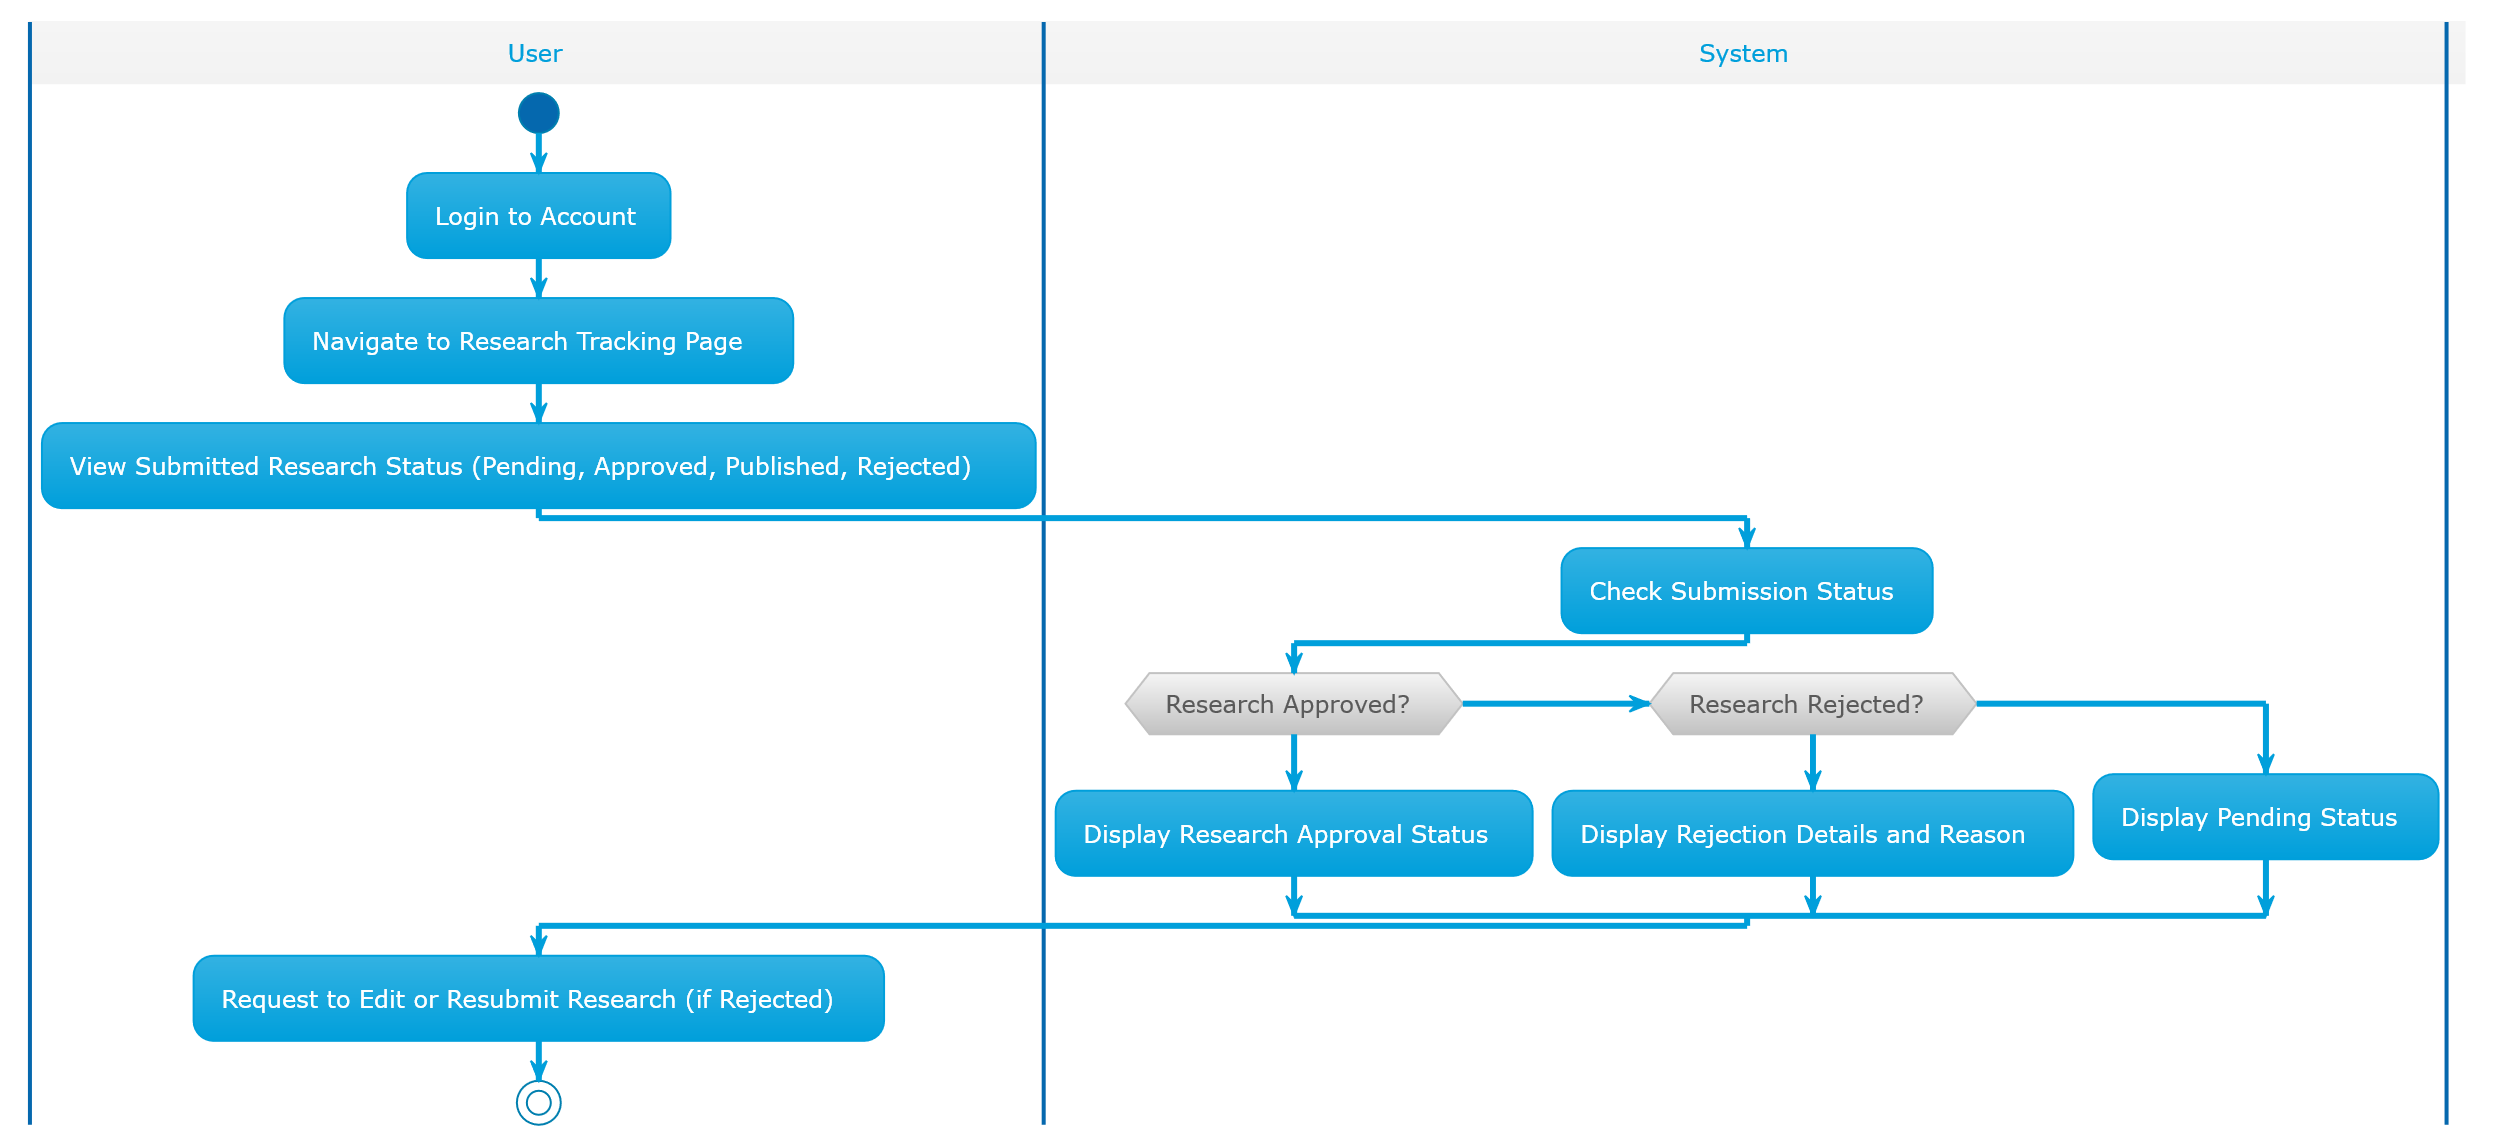 User
System
Login to Account
Navigate to Research Tracking Page
View Submitted Research Status (Pending, Approved, Published, Rejected)
Check Submission Status
Research Approved?
Research Rejected?
Display Research Approval Status
Display Rejection Details and Reason
Display Pending Status
Request to Edit or Resubmit Research (if Rejected)